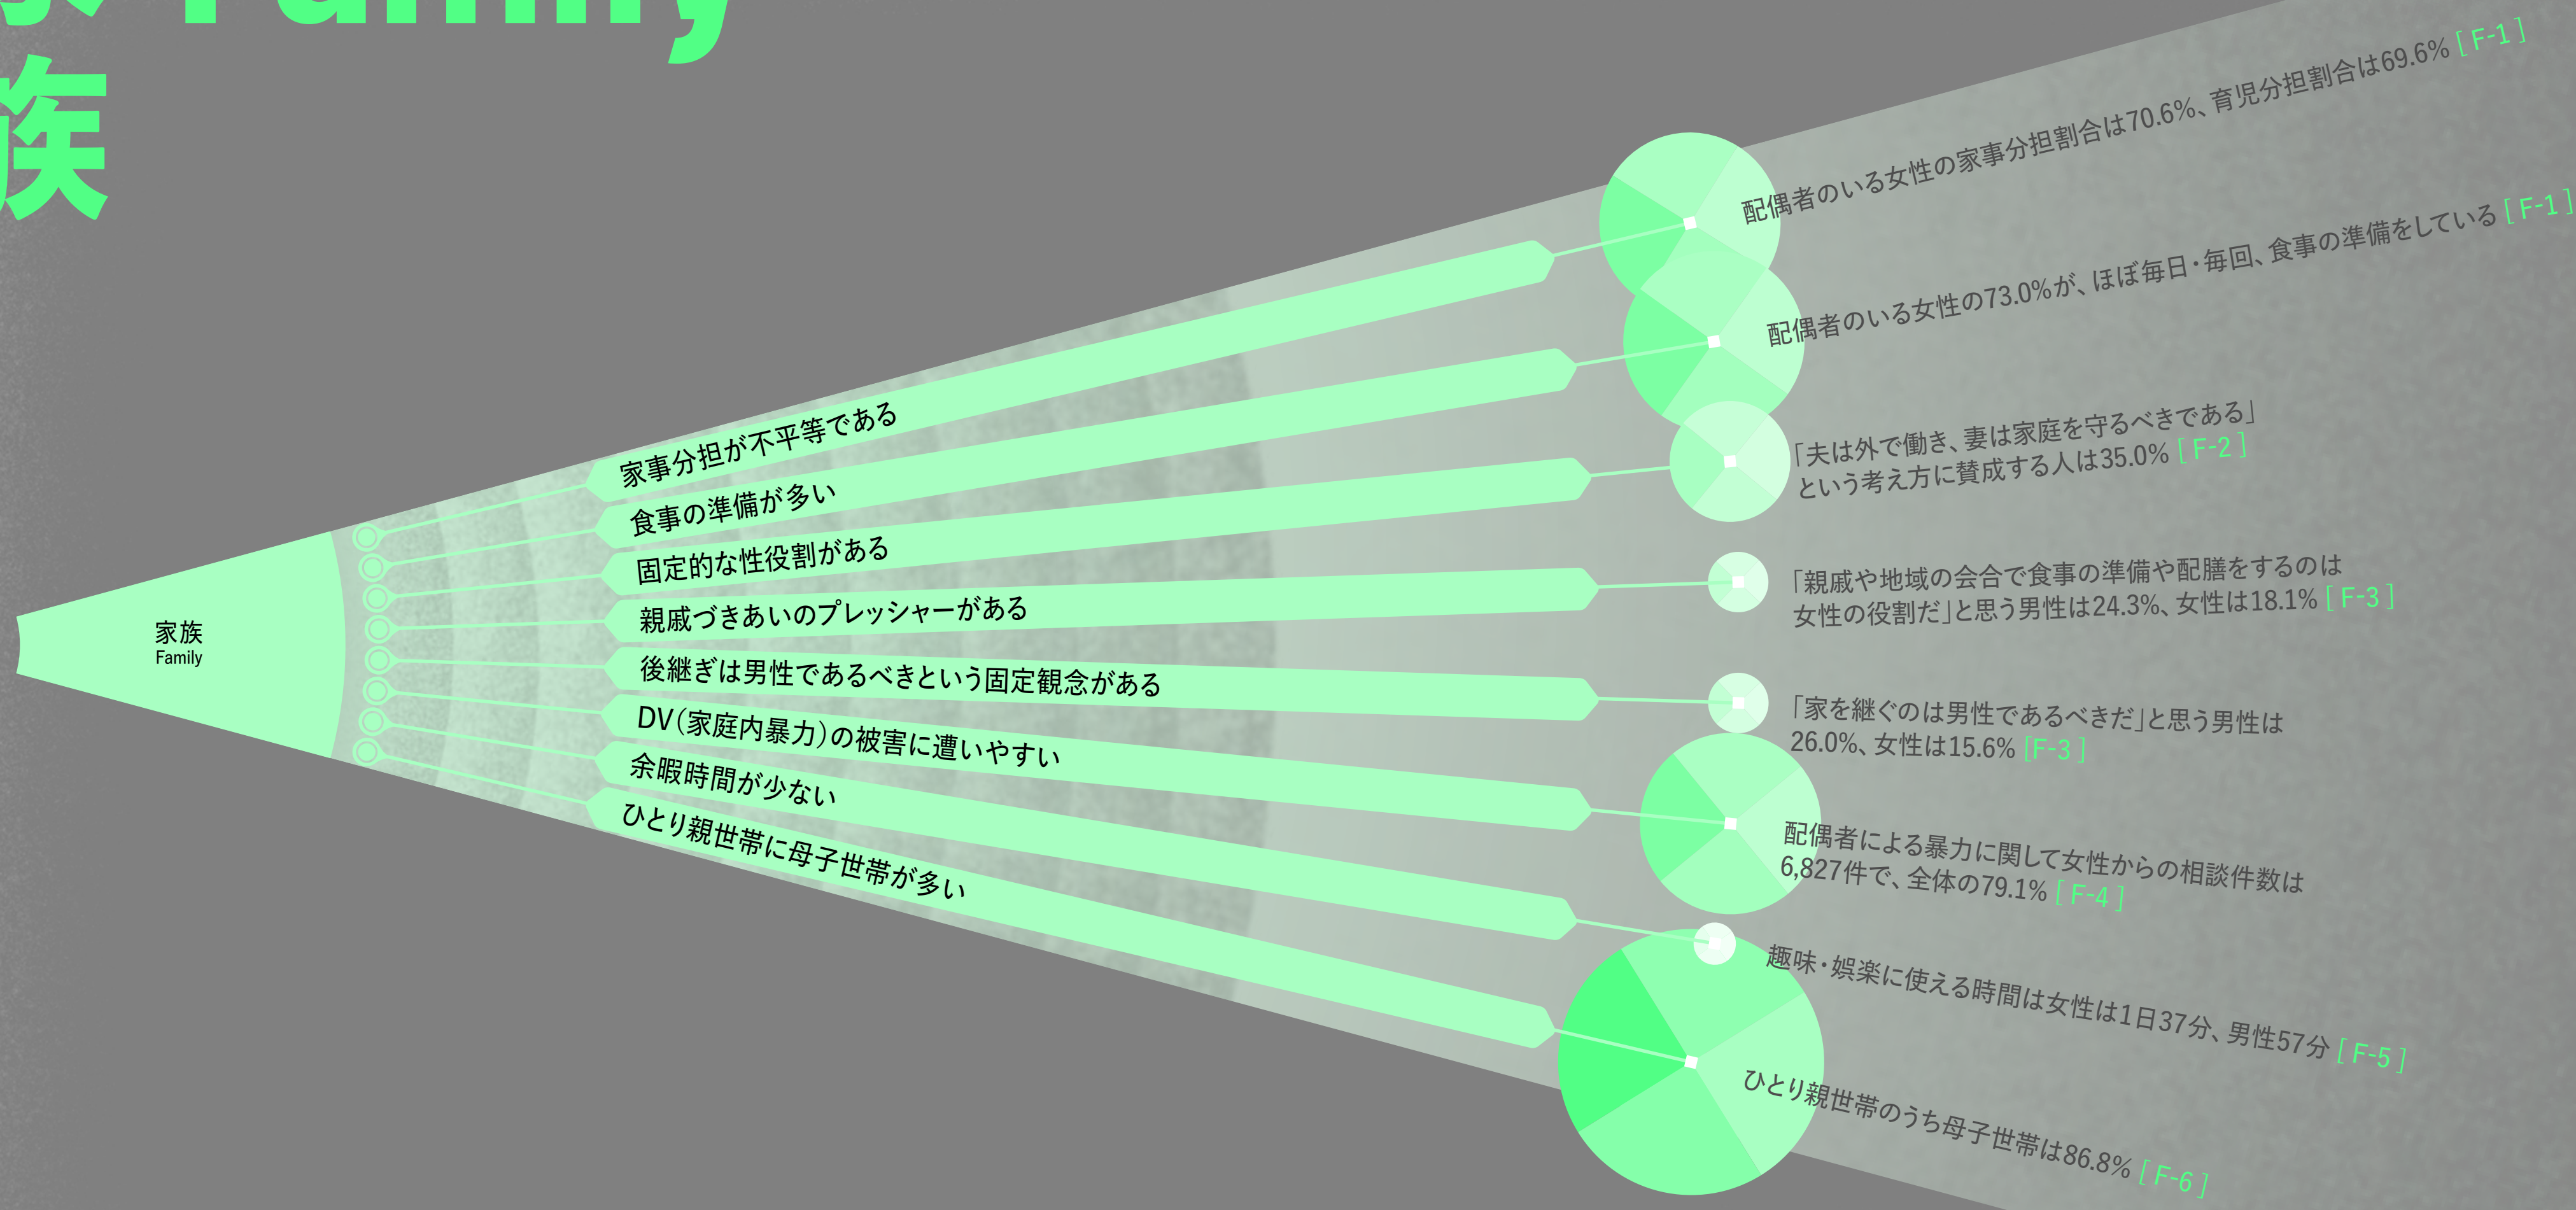 Family
族
家族
Family
家事分担が不平等である
食事の準備が多い
固定的な性役割がある
親戚づきあいのプレッシャーがある
後継ぎは男性であるべきという固定観念がある
DV（家庭内暴力）の被害に遭いやすい
余暇時間が少ない
ひとり親世帯に母子世帯が多い
配偶者のいる女性の家事分担割合は70.6%、育児分担割合は69.6% [ F-1 ]
配偶者のいる女性の73.0%が、ほぼ毎日・毎回、食事の準備をしている [ F-1 ]
「夫は外で働き、妻は家庭を守るべきである」
という考え方に賛成する人は35.0% [ F-2 ]
「親戚や地域の会合で食事の準備や配膳をするのは
女性の役割だ」と思う男性は24.3%、女性は18.1% [ F-3 ]
「家を継ぐのは男性であるべきだ」と思う男性は
26.0%、女性は15.6% [F-3 ]
配偶者による暴力に関して女性からの相談件数は
6,827件で、全体の79.1% [ F-4 ]
趣味・娯楽に使える時間は女性は1日37分、男性57分 [ F-5 ]
ひとり親世帯のうち母子世帯は86.8% [ F-6 ]